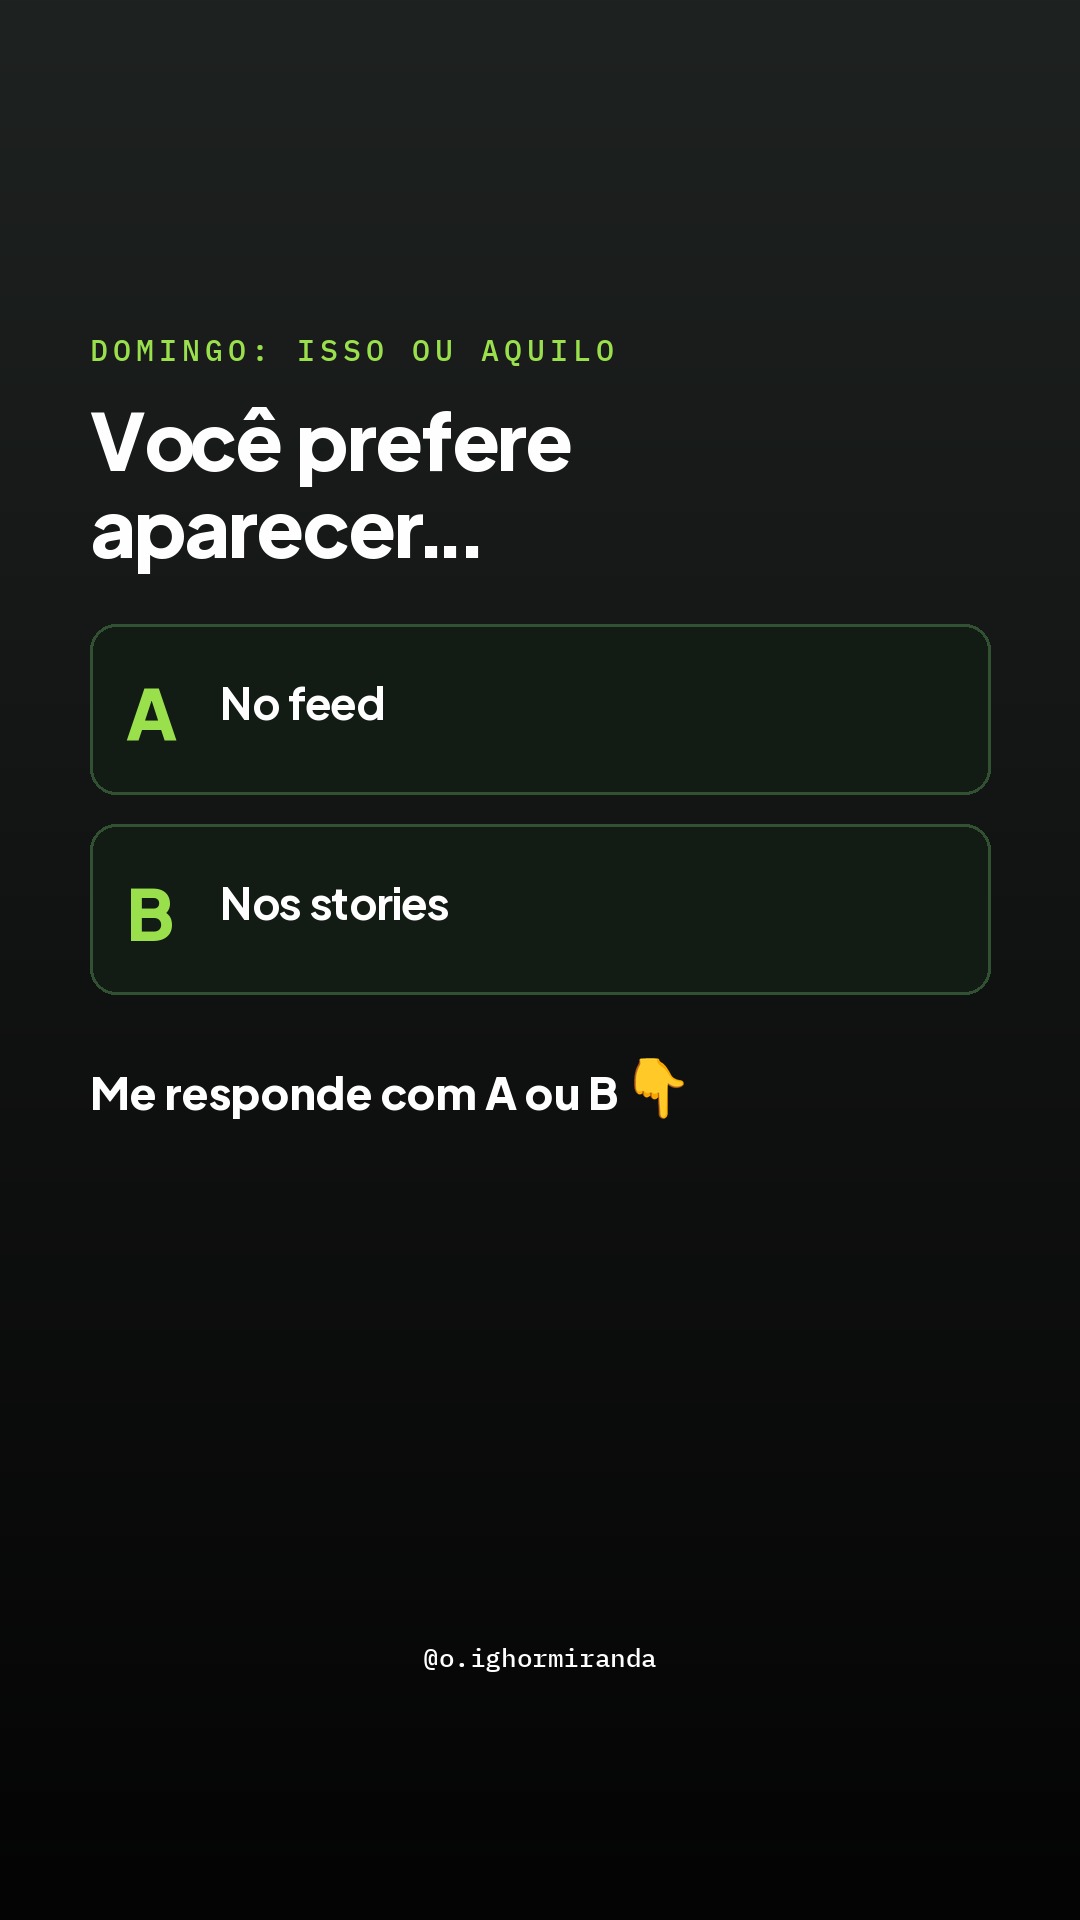 DOMINGO: ISSO OU AQUILO
Você prefere
aparecer...
A No feed
B Nos stories
Me responde com A ou B 👇
@o.ighormiranda